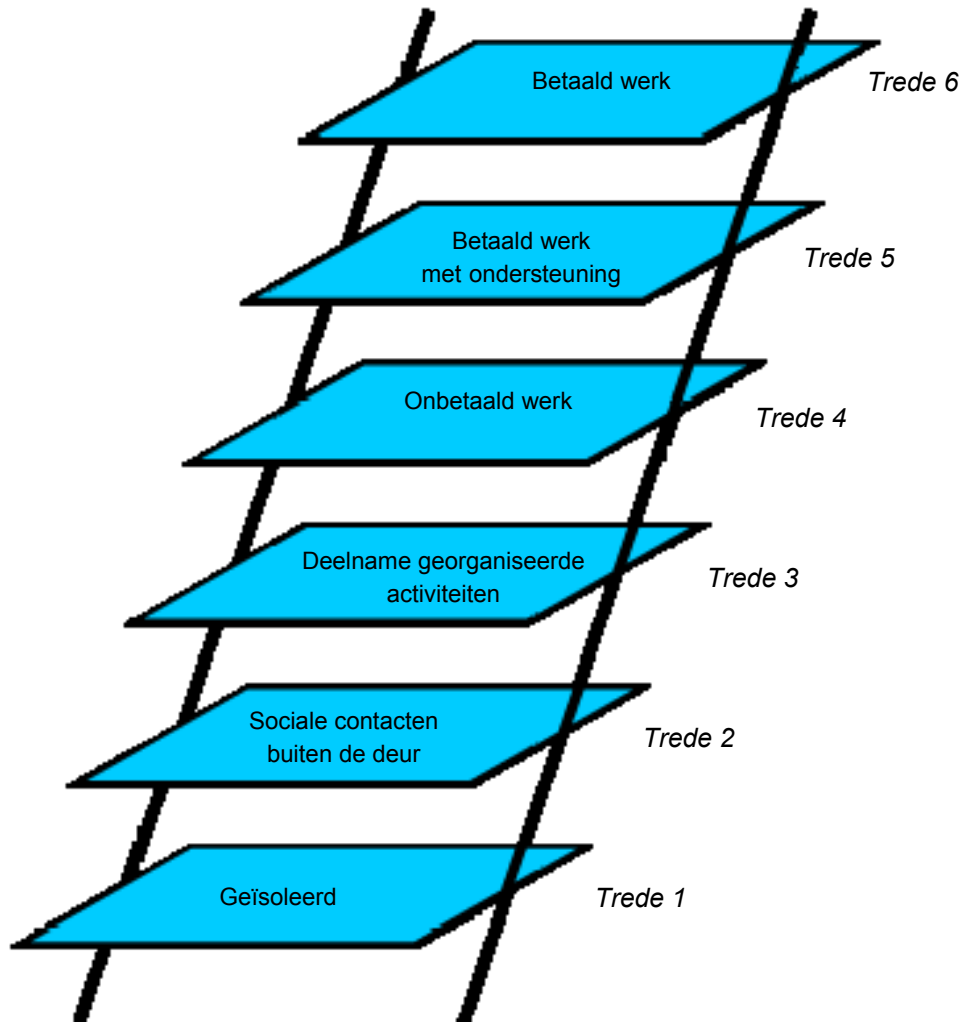 Betaald werk
Trede 6
Betaald werk
met ondersteuning
Trede 5
Onbetaald werk
Trede 4
Deelname georganiseerde
activiteiten
Trede 3
Sociale contacten
buiten de deur
Trede 2
Geïsoleerd
Trede 1